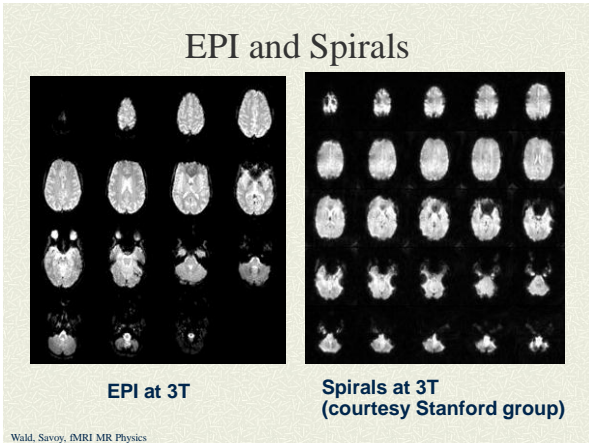 EPI and Spirals
EPI at 3T
Spirals at 3T
(courtesy Stanford group)
Wald, Savoy, fMRI MR Physics